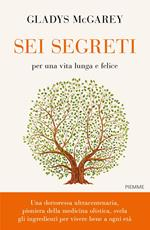 GLADYS McGAREY
SEI SEGRETI
per una vita lunga e felice
PIEMME
Una dottoressa ultracentenaria,
pioniera della medicina olistica, svela
gli ingredienti per vivere bene a ogni età